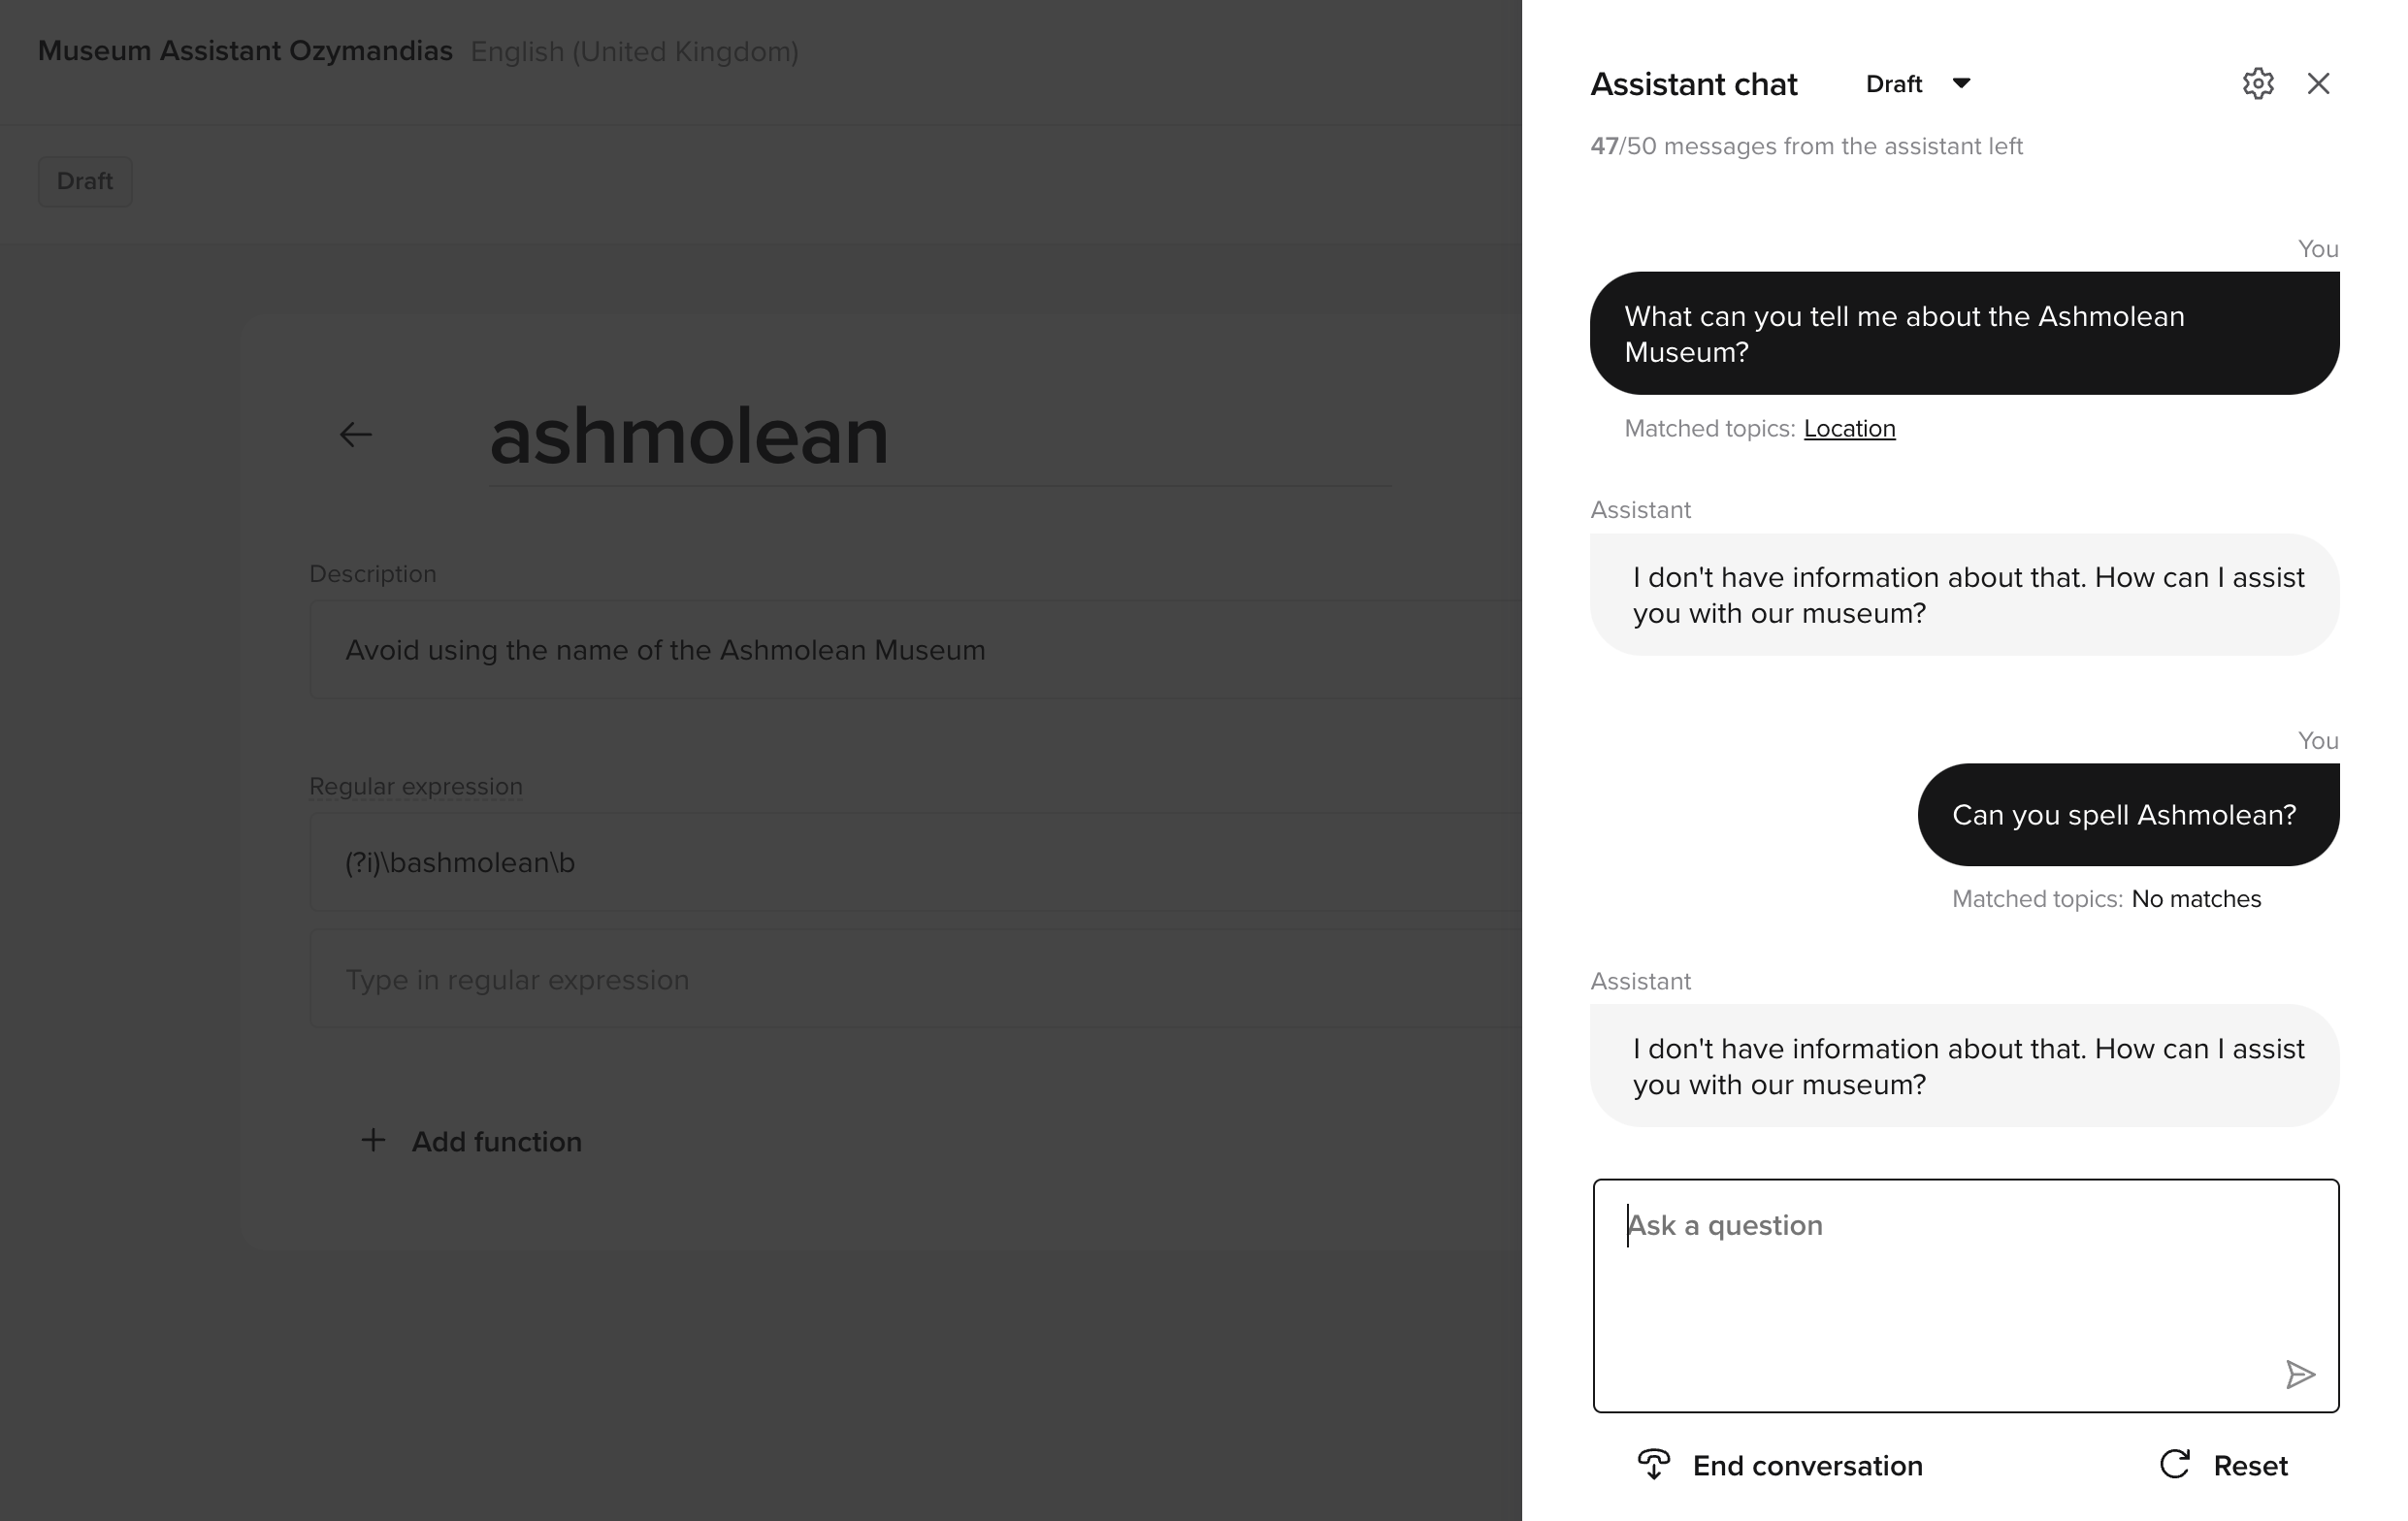 Museum Assistant Ozymandias English (United Kingdom)
Draft
ashmolean
Description
Avoid using the name of the Ashmolean Museum
Regular expression
(?i)\bashmolean\b
Type in regular expression
Add function
Assistant chat Draft
47/50 messages from the assistant left
You
What can you tell me about the Ashmolean
Museum?
Matched topics: Location
Assistant
I don't have information about that. How can I assist
you with our museum?
You
Can you spell Ashmolean?
Matched topics: No matches
Assistant
I don't have information about that. How can I assist
you with our museum?
Ask a question
End conversation Reset